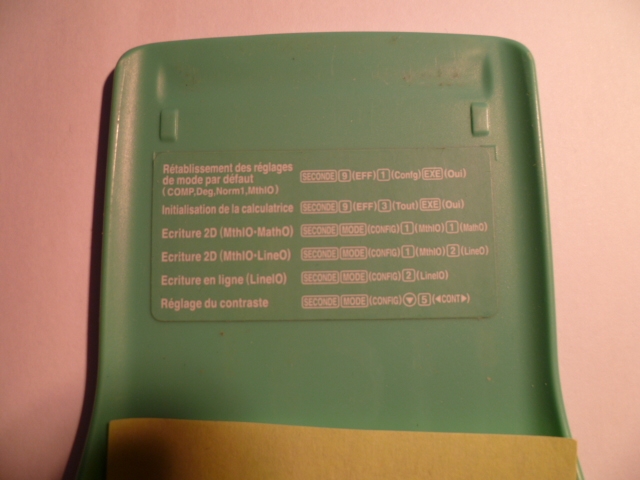 Rétablissement des réglages
de mode par défaut SECONDE 9 (EFF) 1 (Confg) EXE (Oui)
(COMP,Deg,Norm1,MthIO)
Initialisation de la calculatrice SECONDE 9 (EFF) 3 (Tout) EXE (Oui)
Ecriture 2D (MthIO-MathO) SECONDE MODE (CONFIG) 1 (MthIO) 1 (MathO)
Ecriture 2D (MthIO-LineO) SECONDE MODE (CONFIG) 1 (MthIO) 2 (LineO)
Ecriture en ligne (LineIO) SECONDE MODE (CONFIG) 2 (LineIO)
Réglage du contraste SECONDE MODE (CONFIG) ▼ 5 (◀CONT▶)